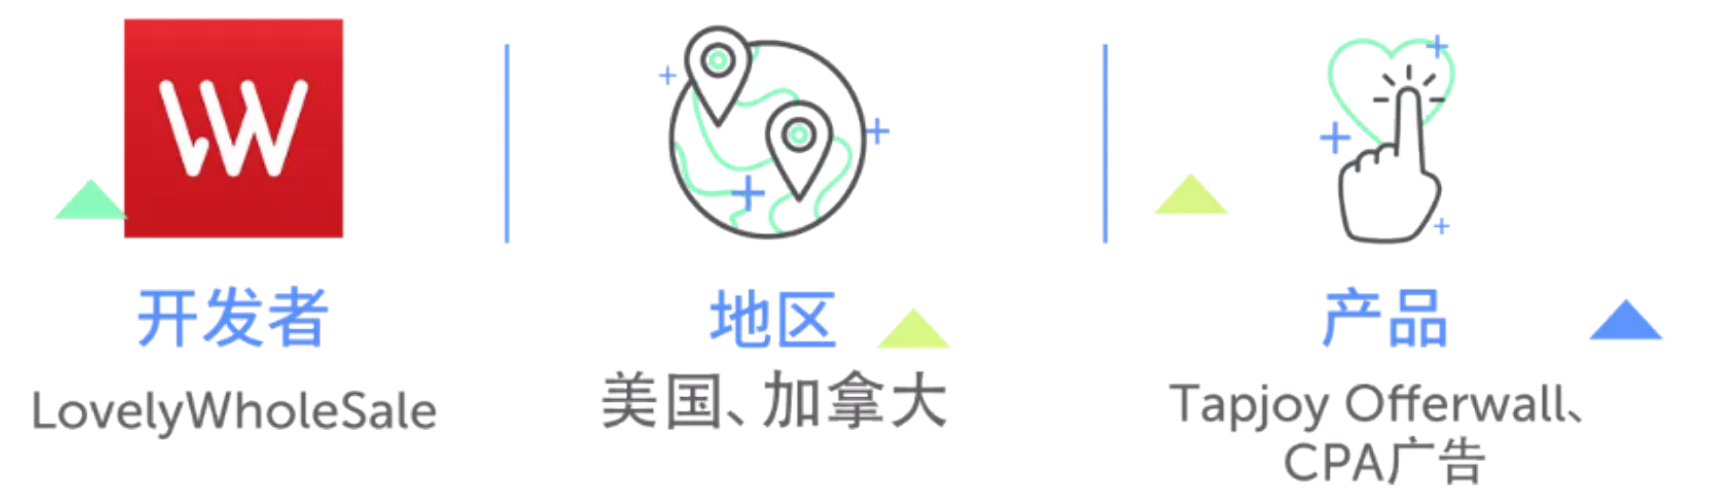 LW
开发者
LovelyWholeSale
地区
美国、加拿大
产品
Tapjoy Offerwall、
CPA广告